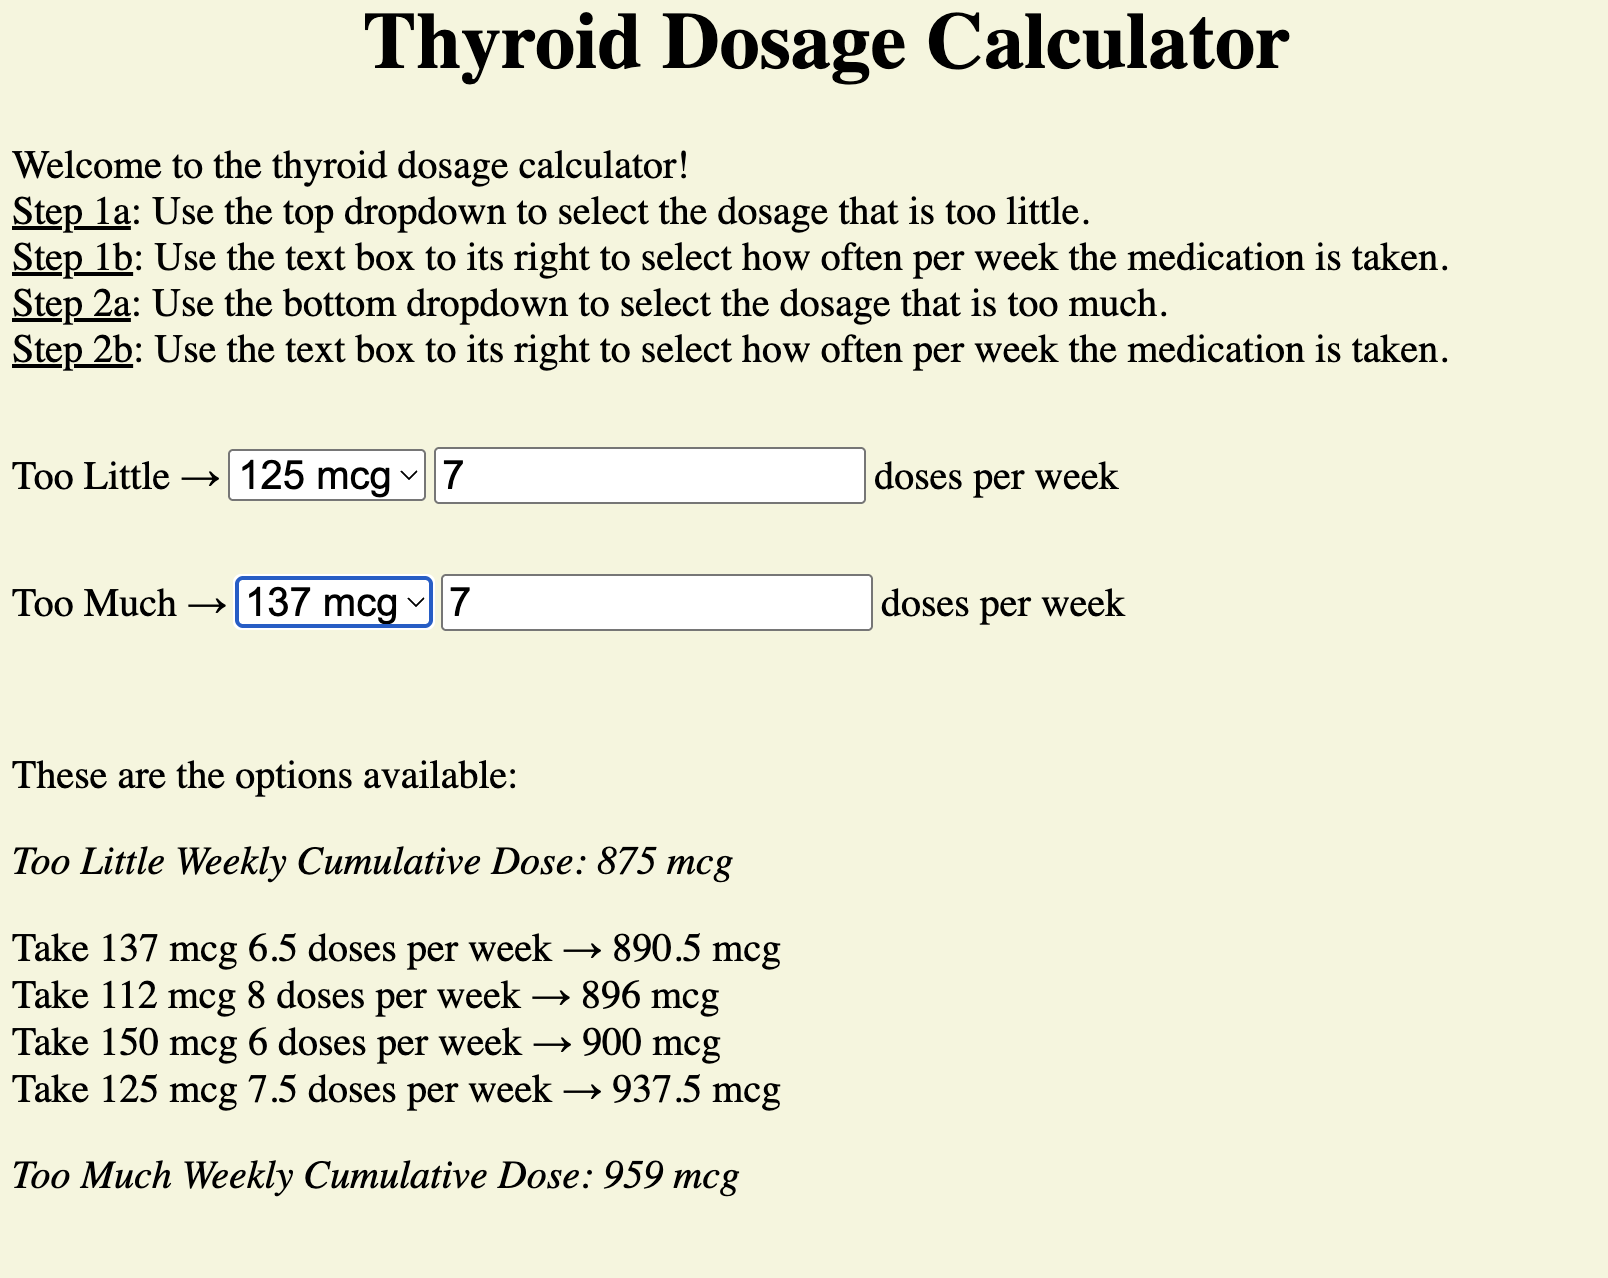 Thyroid Dosage Calculator
Welcome to the thyroid dosage calculator!
Step 1a: Use the top dropdown to select the dosage that is too little.
Step 1b: Use the text box to its right to select how often per week the medication is taken.
Step 2a: Use the bottom dropdown to select the dosage that is too much.
Step 2b: Use the text box to its right to select how often per week the medication is taken.
Too Little → 125 mcg 7 doses per week
Too Much → 137 mcg 7 doses per week
These are the options available:
Too Little Weekly Cumulative Dose: 875 mcg
Take 137 mcg 6.5 doses per week → 890.5 mcg
Take 112 mcg 8 doses per week → 896 mcg
Take 150 mcg 6 doses per week → 900 mcg
Take 125 mcg 7.5 doses per week → 937.5 mcg
Too Much Weekly Cumulative Dose: 959 mcg